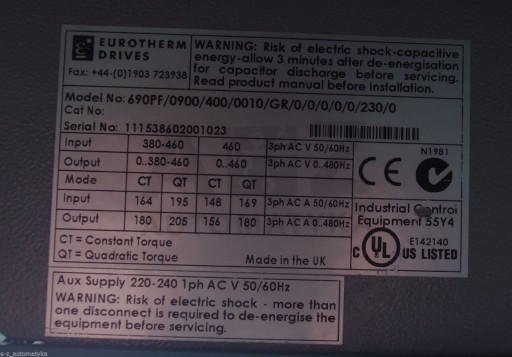 EUROTHERM
DRIVES
Fax: +44-(0)1903 723938
WARNING: Risk of electric shock-capacitive
energy-allow 3 minutes after de-energisation
for capacitor discharge before servicing.
Read product manual before installation
Model No: 690PF/0900/400/0010/GR/0/0/0/0/0/230/0
Cat No:
Serial No: 111538602001023
Input 380-460 460 3ph AC V 50/60Hz
Output 0..380-460 0..460 3ph AC V 0..480Hz
Mode CT QT CT QT
Input 164 195 148 169 3ph AC A 50/60Hz
Output 180 205 156 180 3ph AC A 0..480Hz
CT = Constant Torque
QT = Quadratic Torque Made in the UK
N1981
CE
Industrial Control
Equipment 55Y4
E142140
C UL US LISTED
Aux Supply 220-240 1ph AC V 50/60Hz
WARNING: Risk of electric shock - more than
one disconnect is required to de-energise the
equipment before servicing.
a-z_automatyka